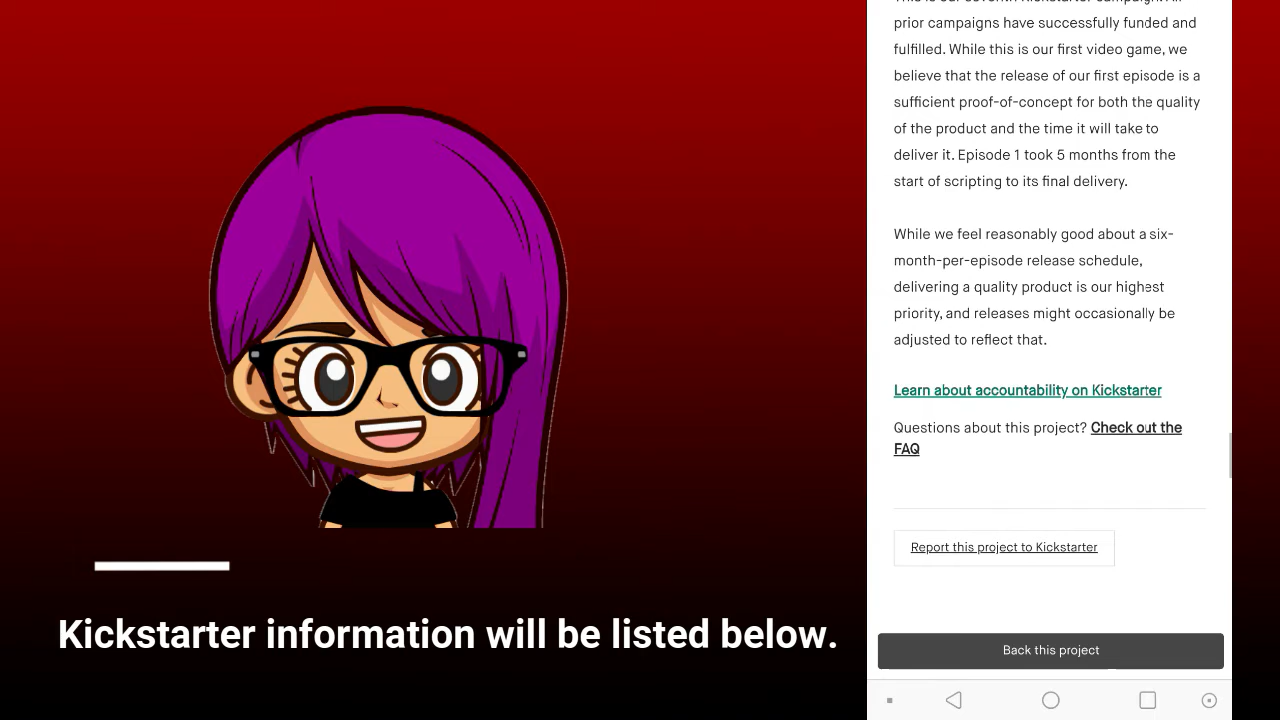 prior campaigns have successfully funded and
fulfilled. While this is our first video game, we
believe that the release of our first episode is a
sufficient proof-of-concept for both the quality
of the product and the time it will take to
deliver it. Episode 1 took 5 months from the
start of scripting to its final delivery.
While we feel reasonably good about a six-
month-per-episode release schedule,
delivering a quality product is our highest
priority, and releases might occasionally be
adjusted to reflect that.
Learn about accountability on Kickstarter
Questions about this project? Check out the
FAQ
Report this project to Kickstarter
Back this project
Kickstarter information will be listed below.